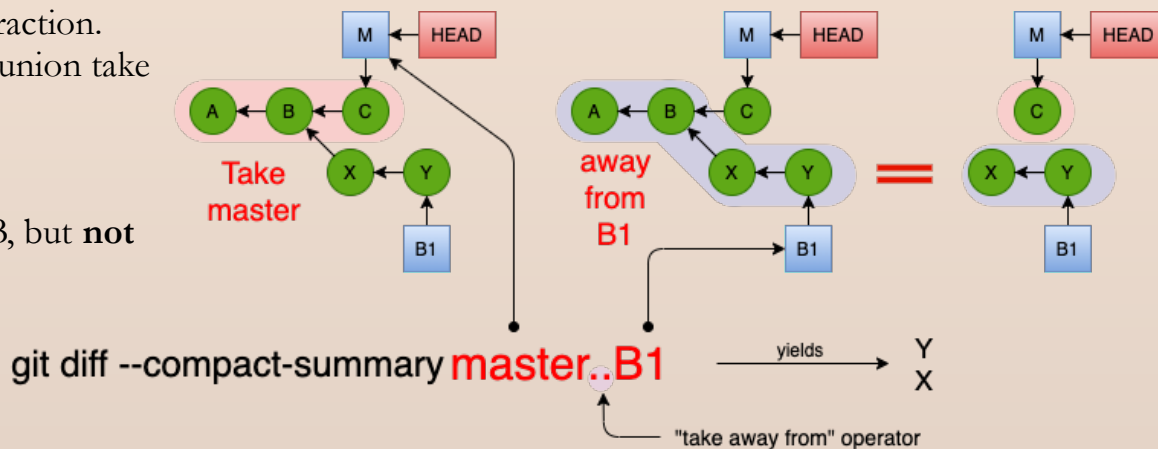 raction.
union take
B, but not
M
HEAD
A
B
C
X
Y
B1
Take
master
M
HEAD
A
B
C
X
Y
B1
away
from
B1
=
M
HEAD
C
X
Y
B1
git diff --compact-summary master..B1
yields
Y
X
"take away from" operator